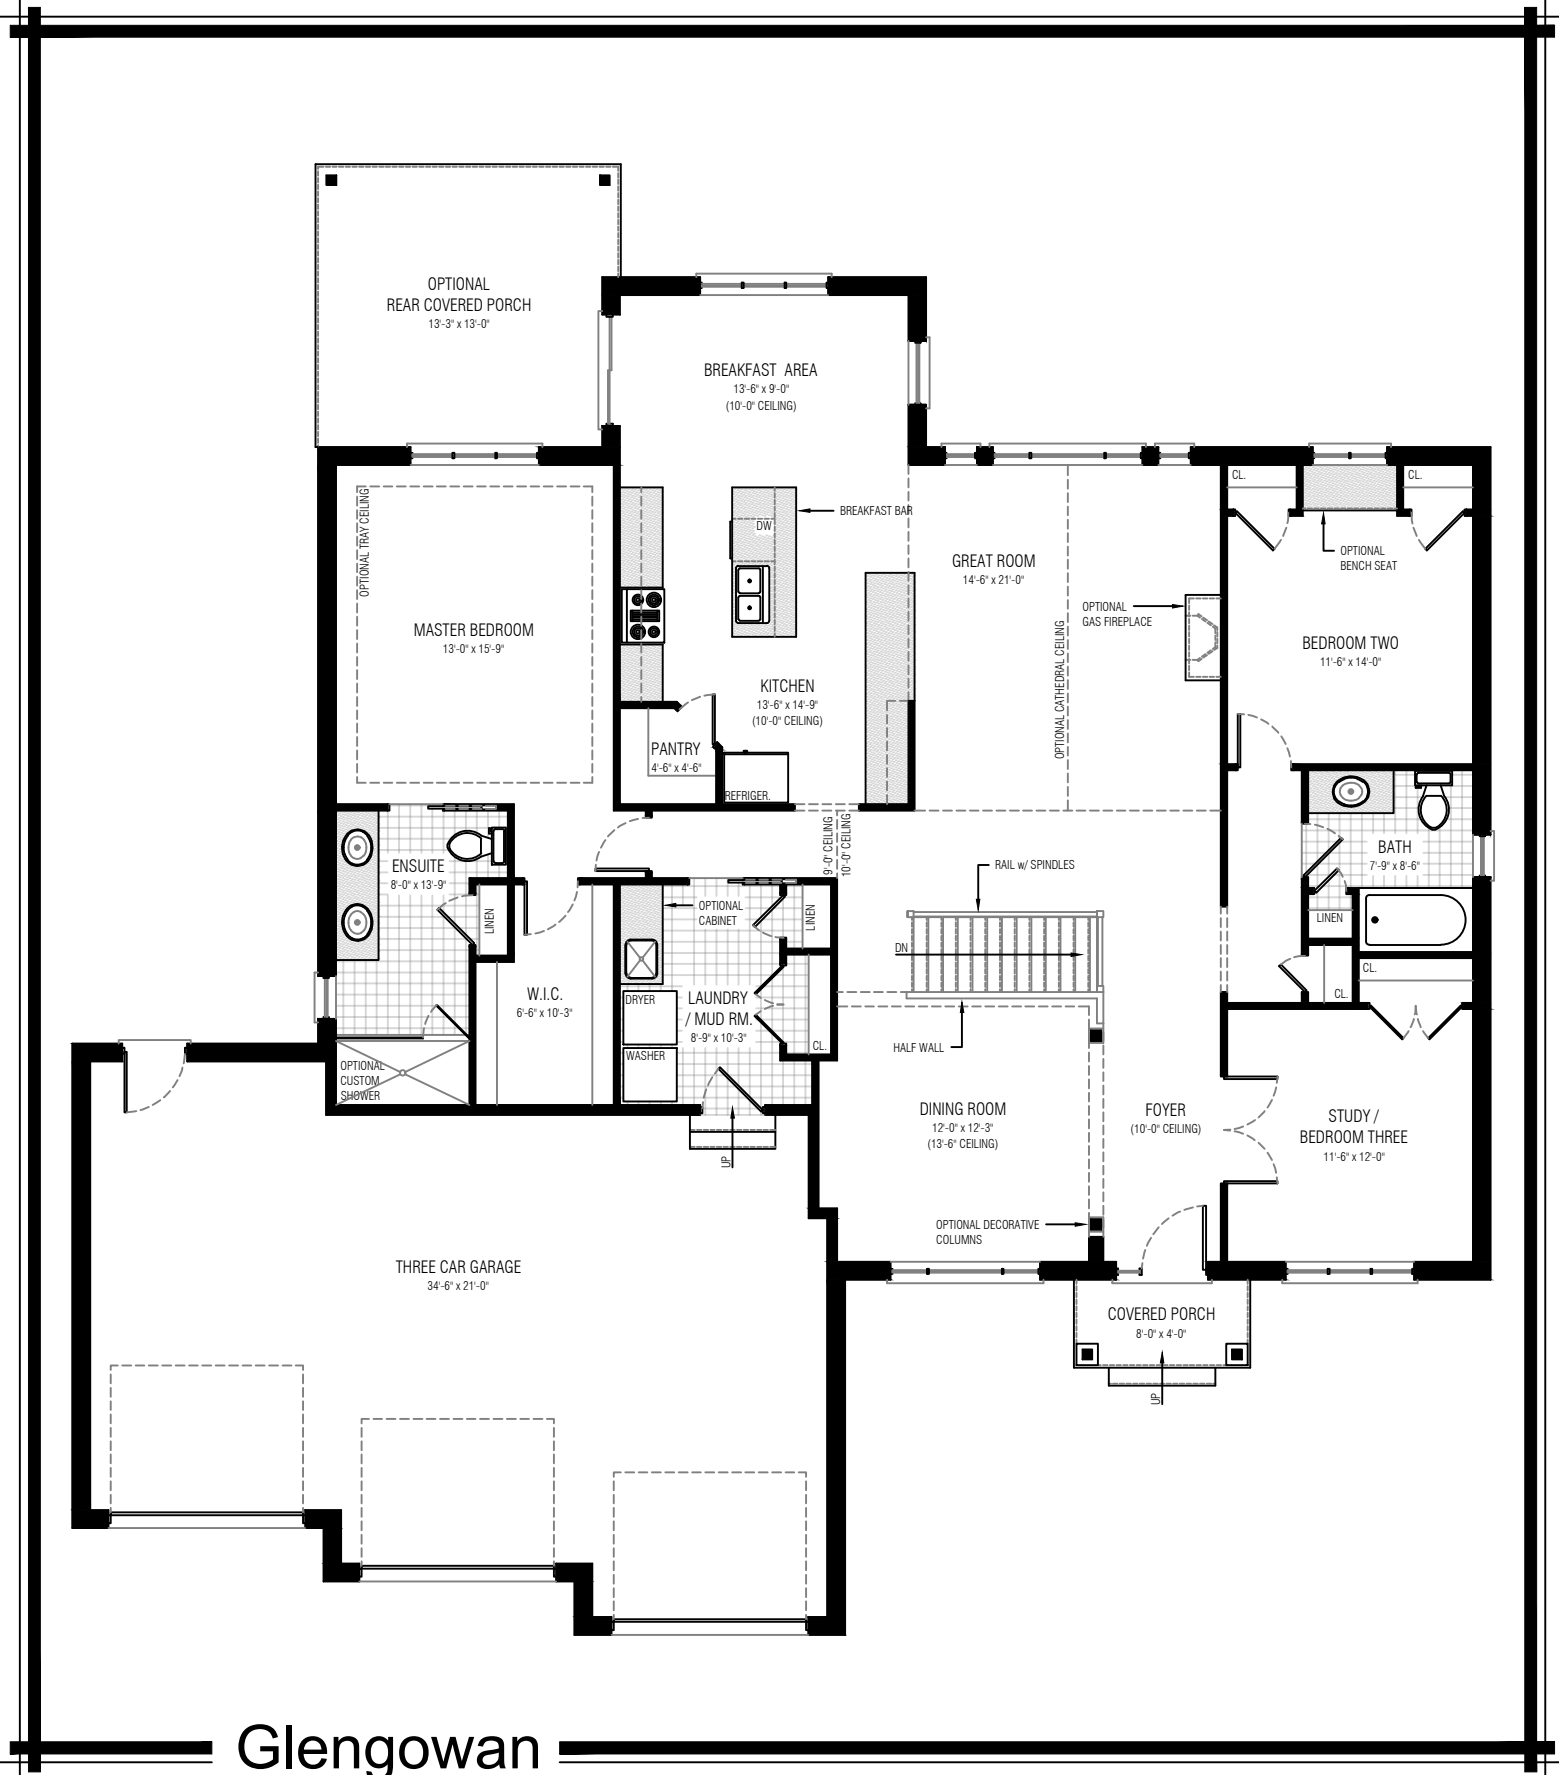 OPTIONAL
REAR COVERED PORCH
13'-3" x 13'-0"
BREAKFAST AREA
13'-6" x 9'-0"
(10'-0" CEILING)
OPTIONAL TRAY CEILING
MASTER BEDROOM
13'-0" x 15'-9"
DW
BREAKFAST BAR
KITCHEN
13'-6" x 14'-9"
(10'-0" CEILING)
PANTRY
4'-6" x 4'-6"
REFRIGER.
GREAT ROOM
14'-6" x 21'-0"
OPTIONAL CATHEDRAL CEILING
OPTIONAL
GAS FIREPLACE
CL.
CL.
OPTIONAL
BENCH SEAT
BEDROOM TWO
11'-6" x 14'-0"
ENSUITE
8'-0" x 13'-9"
LINEN
OPTIONAL
CUSTOM
SHOWER
W.I.C.
6'-6" x 10'-3"
9'-0" CEILING
10'-0" CEILING
OPTIONAL
CABINET
LINEN
DRYER
WASHER
LAUNDRY
/ MUD RM.
8'-9" x 10'-3"
CL.
UP
RAIL w/ SPINDLES
DN
HALF WALL
BATH
7'-9" x 8'-6"
LINEN
CL.
CL.
DINING ROOM
12'-0" x 12'-3"
(13'-6" CEILING)
FOYER
(10'-0" CEILING)
STUDY /
BEDROOM THREE
11'-6" x 12'-0"
OPTIONAL DECORATIVE
COLUMNS
THREE CAR GARAGE
34'-6" x 21'-0"
COVERED PORCH
8'-0" x 4'-0"
UP
Glengowan